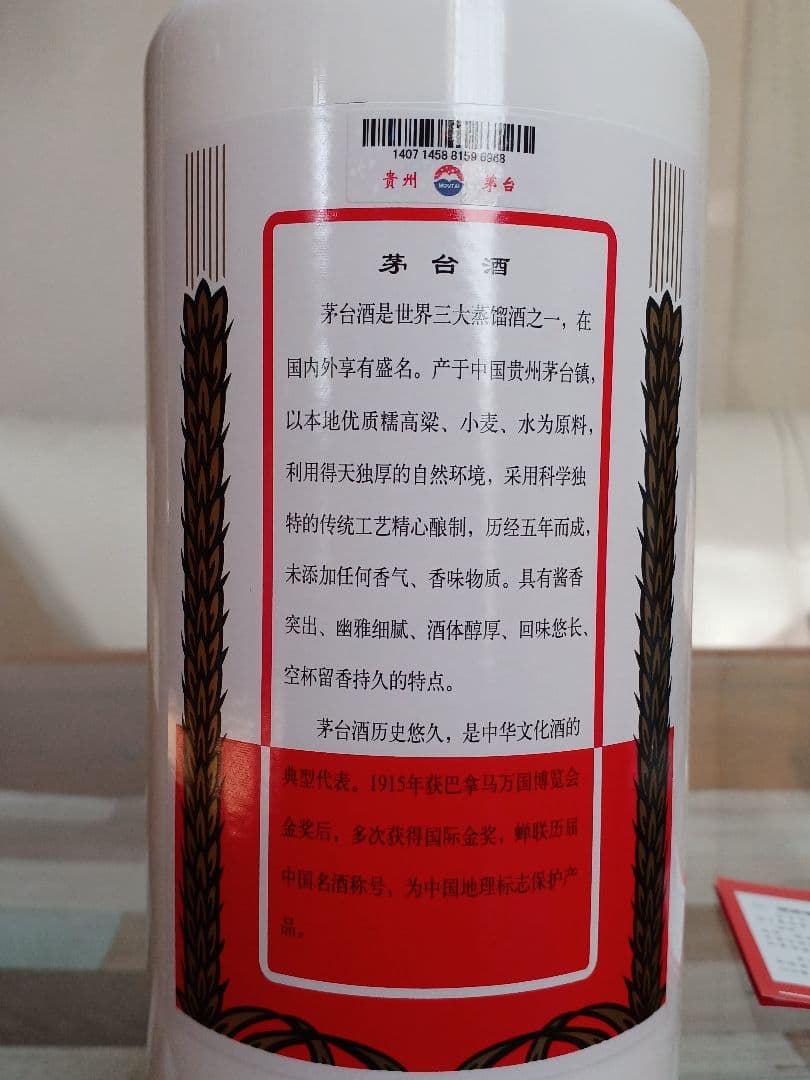 1407 1458 8159 6968
贵州 MOUTAI 茅台
茅台酒
茅台酒是世界三大蒸馏酒之一，在
国内外享有盛名。产于中国贵州茅台镇，
以本地优质糯高粱、小麦、水为原料，
利用得天独厚的自然环境，采用科学独
特的传统工艺精心酿制，历经五年而成，
未添加任何香气、香味物质。具有酱香
突出、幽雅细腻、酒体醇厚、回味悠长、
空杯留香持久的特点。
茅台酒历史悠久，是中华文化酒的
典型代表。1915年获巴拿马万国博览会
金奖后，多次获得国际金奖，蝉联历届
中国名酒称号，为中国地理标志保护产
品。